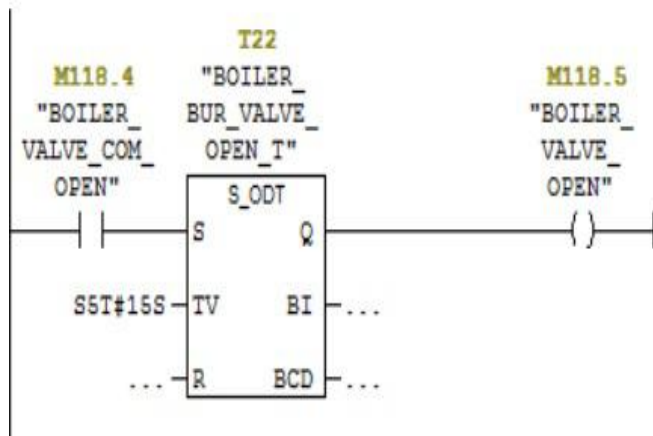 T22
M118.4
"BOILER_
M118.5
"BOILER_
BUR_VALVE_
"BOILER_
VALVE_COM_
OPEN_T"
VALVE_
OPEN"
OPEN"
S_ODT
S
Q
S5T#15S
TV
BI
...
...
R
BCD
...